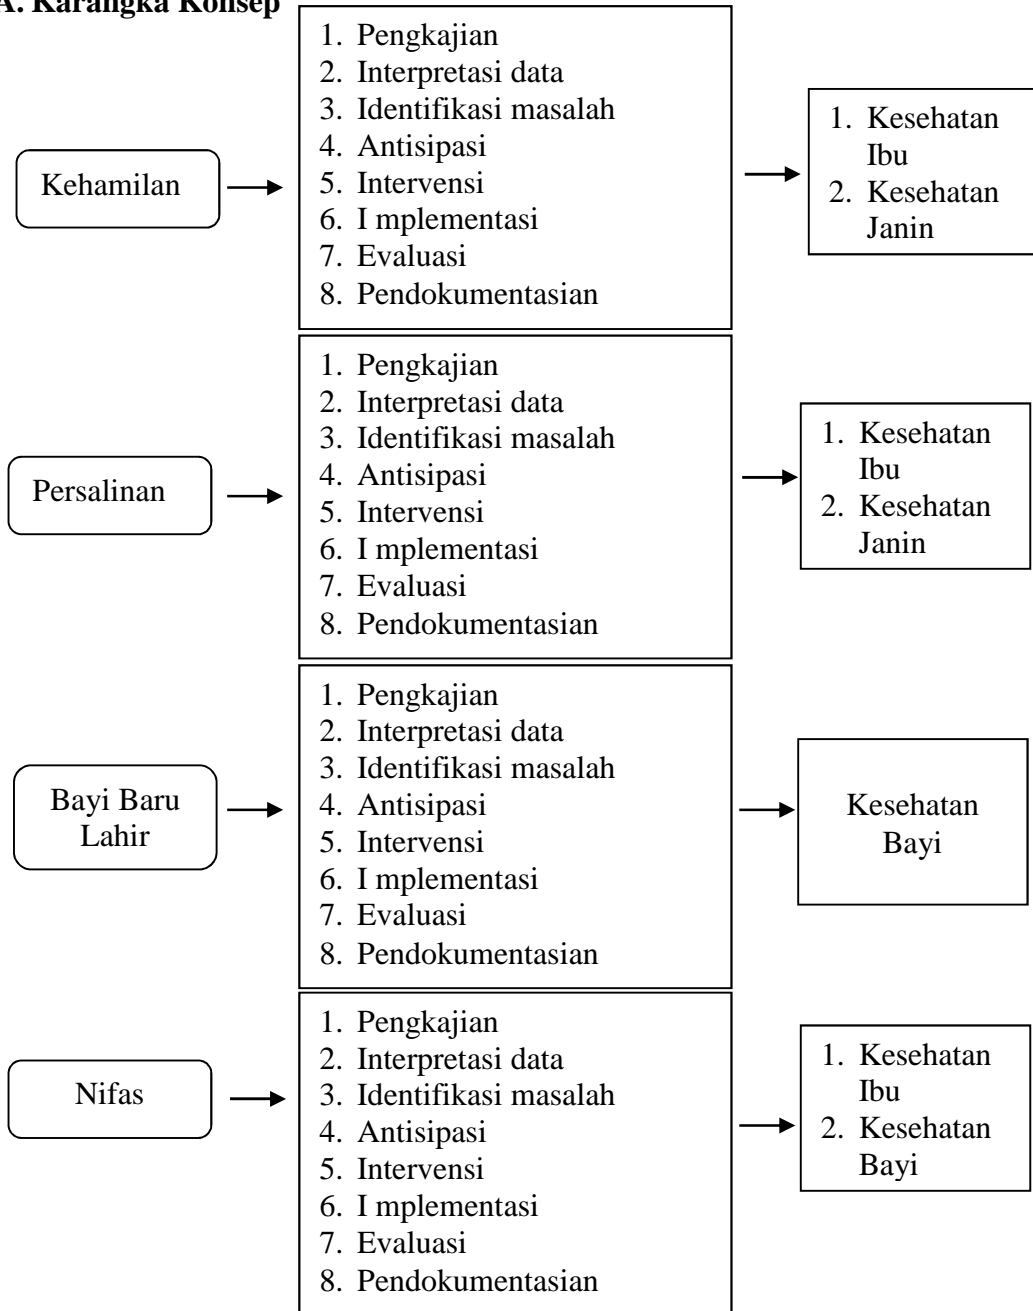 A. Karangka Konsep
1. Pengkajian
2. Interpretasi data
3. Identifikasi masalah
4. Antisipasi
5. Intervensi
6. I mplementasi
7. Evaluasi
8. Pendokumentasian
Kehamilan
1. Kesehatan
Ibu
2. Kesehatan
Janin
1. Pengkajian
2. Interpretasi data
3. Identifikasi masalah
4. Antisipasi
5. Intervensi
6. I mplementasi
7. Evaluasi
8. Pendokumentasian
Persalinan
1. Kesehatan
Ibu
2. Kesehatan
Janin
1. Pengkajian
2. Interpretasi data
3. Identifikasi masalah
4. Antisipasi
5. Intervensi
6. I mplementasi
7. Evaluasi
8. Pendokumentasian
Bayi Baru
Lahir
Kesehatan
Bayi
1. Pengkajian
2. Interpretasi data
3. Identifikasi masalah
4. Antisipasi
5. Intervensi
6. I mplementasi
7. Evaluasi
8. Pendokumentasian
Nifas
1. Kesehatan
Ibu
2. Kesehatan
Bayi